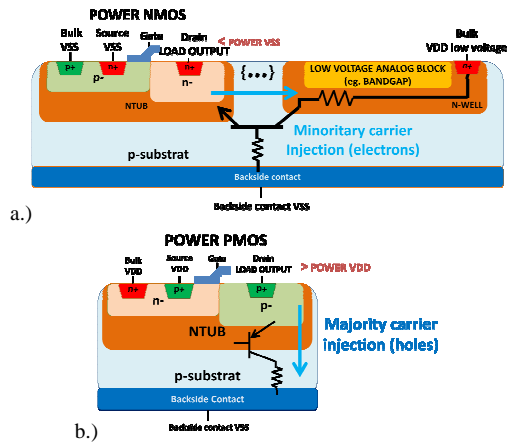 POWER NMOS
Bulk
VSS
Source
VSS
Gate
Drain
LOAD OUTPUT
< POWER VSS
Bulk
VDD low voltage
p+
n+
n+
n+
p-
n-
{...}
LOW VOLTAGE ANALOG BLOCK
(eg. BANDGAP)
NTUB
N-WELL
Minoritary carrier
Injection (electrons)
p-substrat
Backside contact
Backside contact VSS
a.)
POWER PMOS
Bulk
VDD
Source
VDD
Gate
Drain
LOAD OUTPUT
> POWER VDD
n+
p+
p+
n-
p-
NTUB
Majority carrier
injection (holes)
p-substrat
Backside Contact
Backside contact VSS
b.)